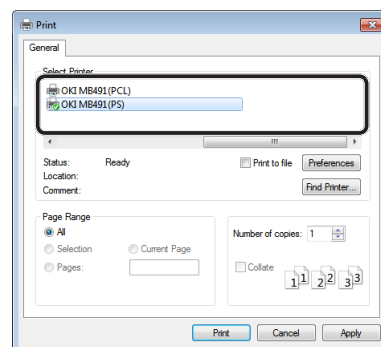 Print
General
Select Printer
OKI MB491(PCL)
OKI MB491(PS)
Status: Ready
Print to file Preferences
Location:
Comment:
Find Printer...
Page Range
All
Number of copies: 1
Selection Current Page
Pages:
Collate
1 1 2 2 3 3
Print Cancel Apply